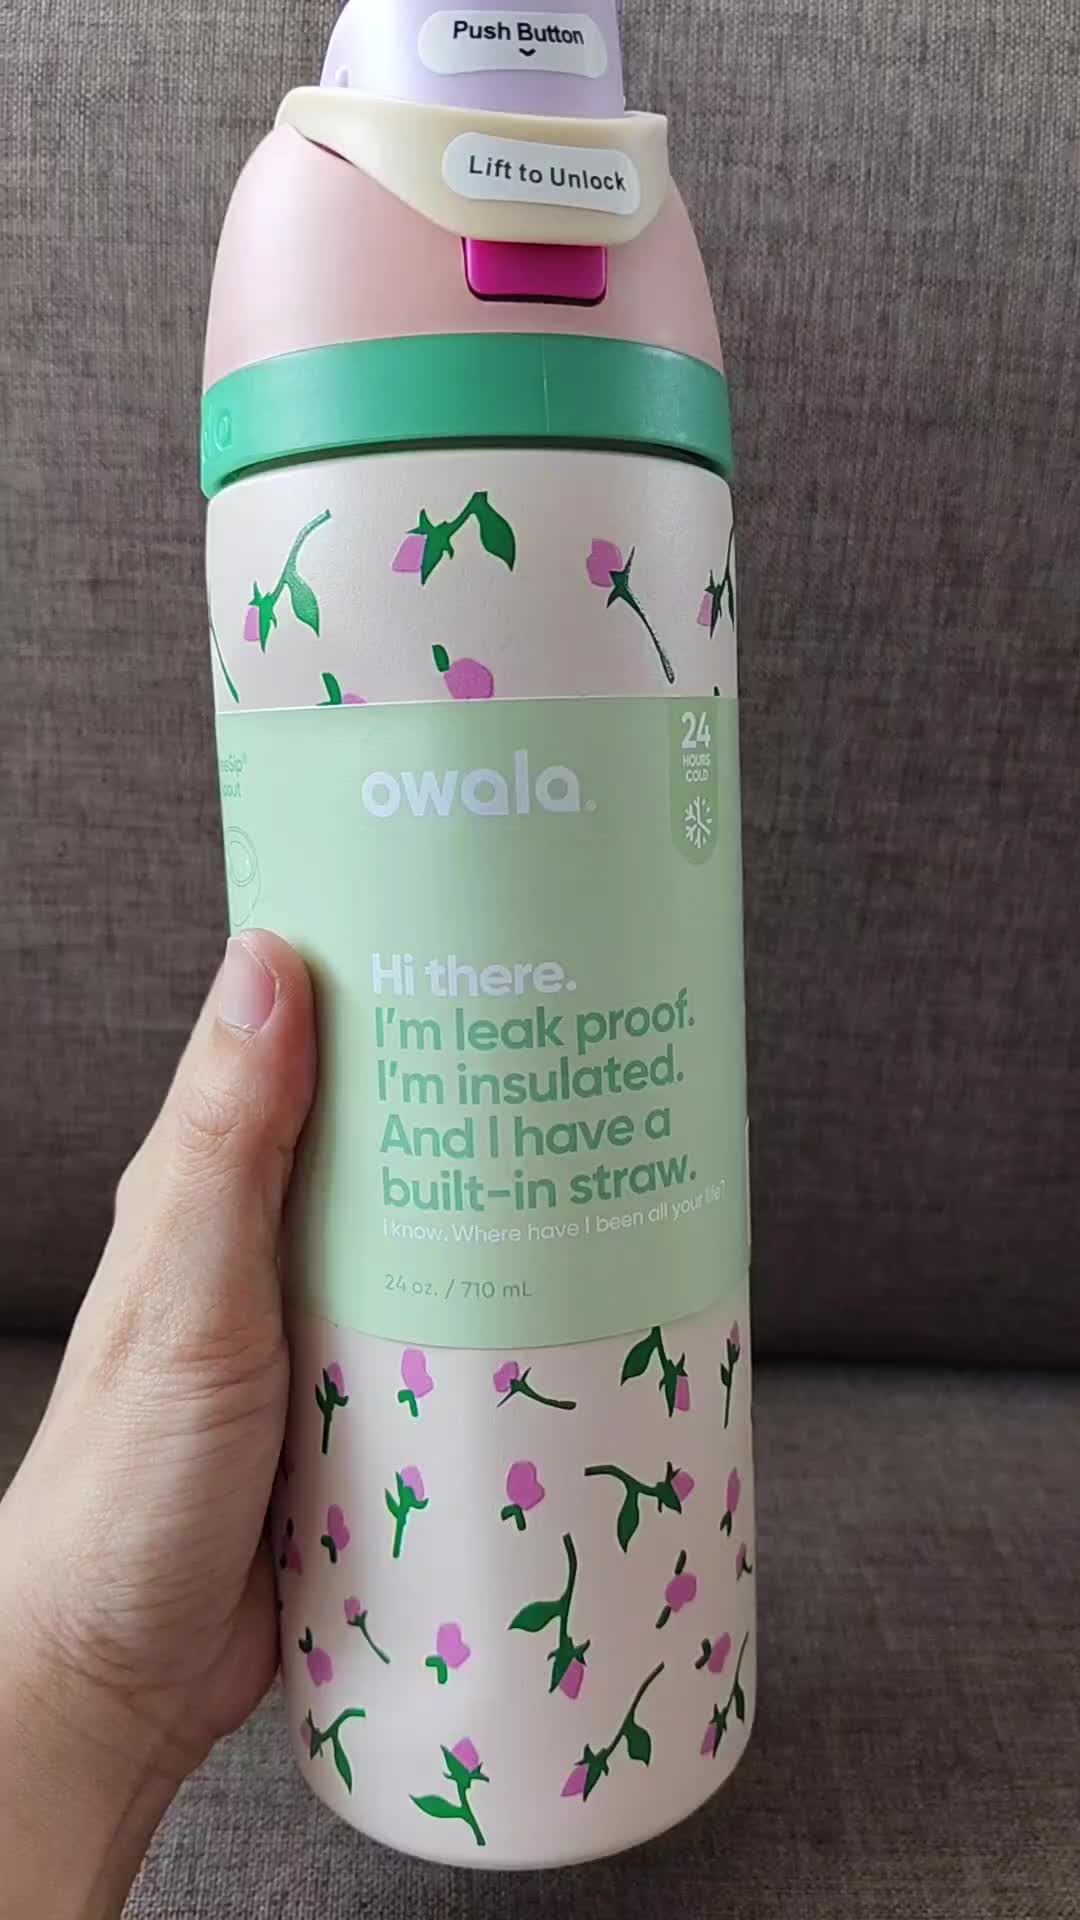 Push Button
Lift to Unlock
owala
24
HOURS
COLD
Hi there.
I'm leak proof.
I'm insulated.
And I have a
built-in straw.
I know. Where have I been all your life?
24 oz. / 710 mL